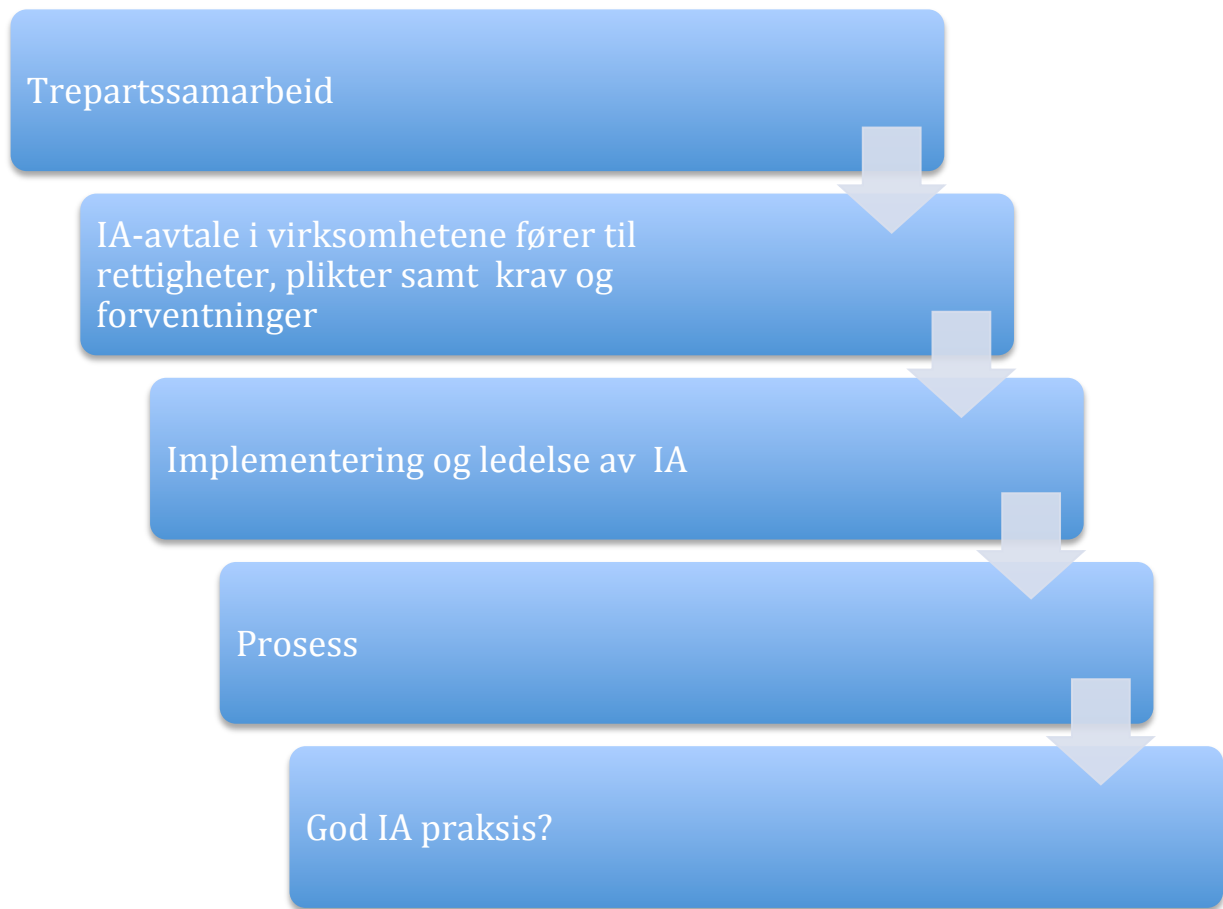 Trepartssamarbeid
IA-avtale i virksomhetene fører til
rettigheter, plikter samt  krav og
forventninger
Implementering og ledelse av  IA
Prosess
God IA praksis?